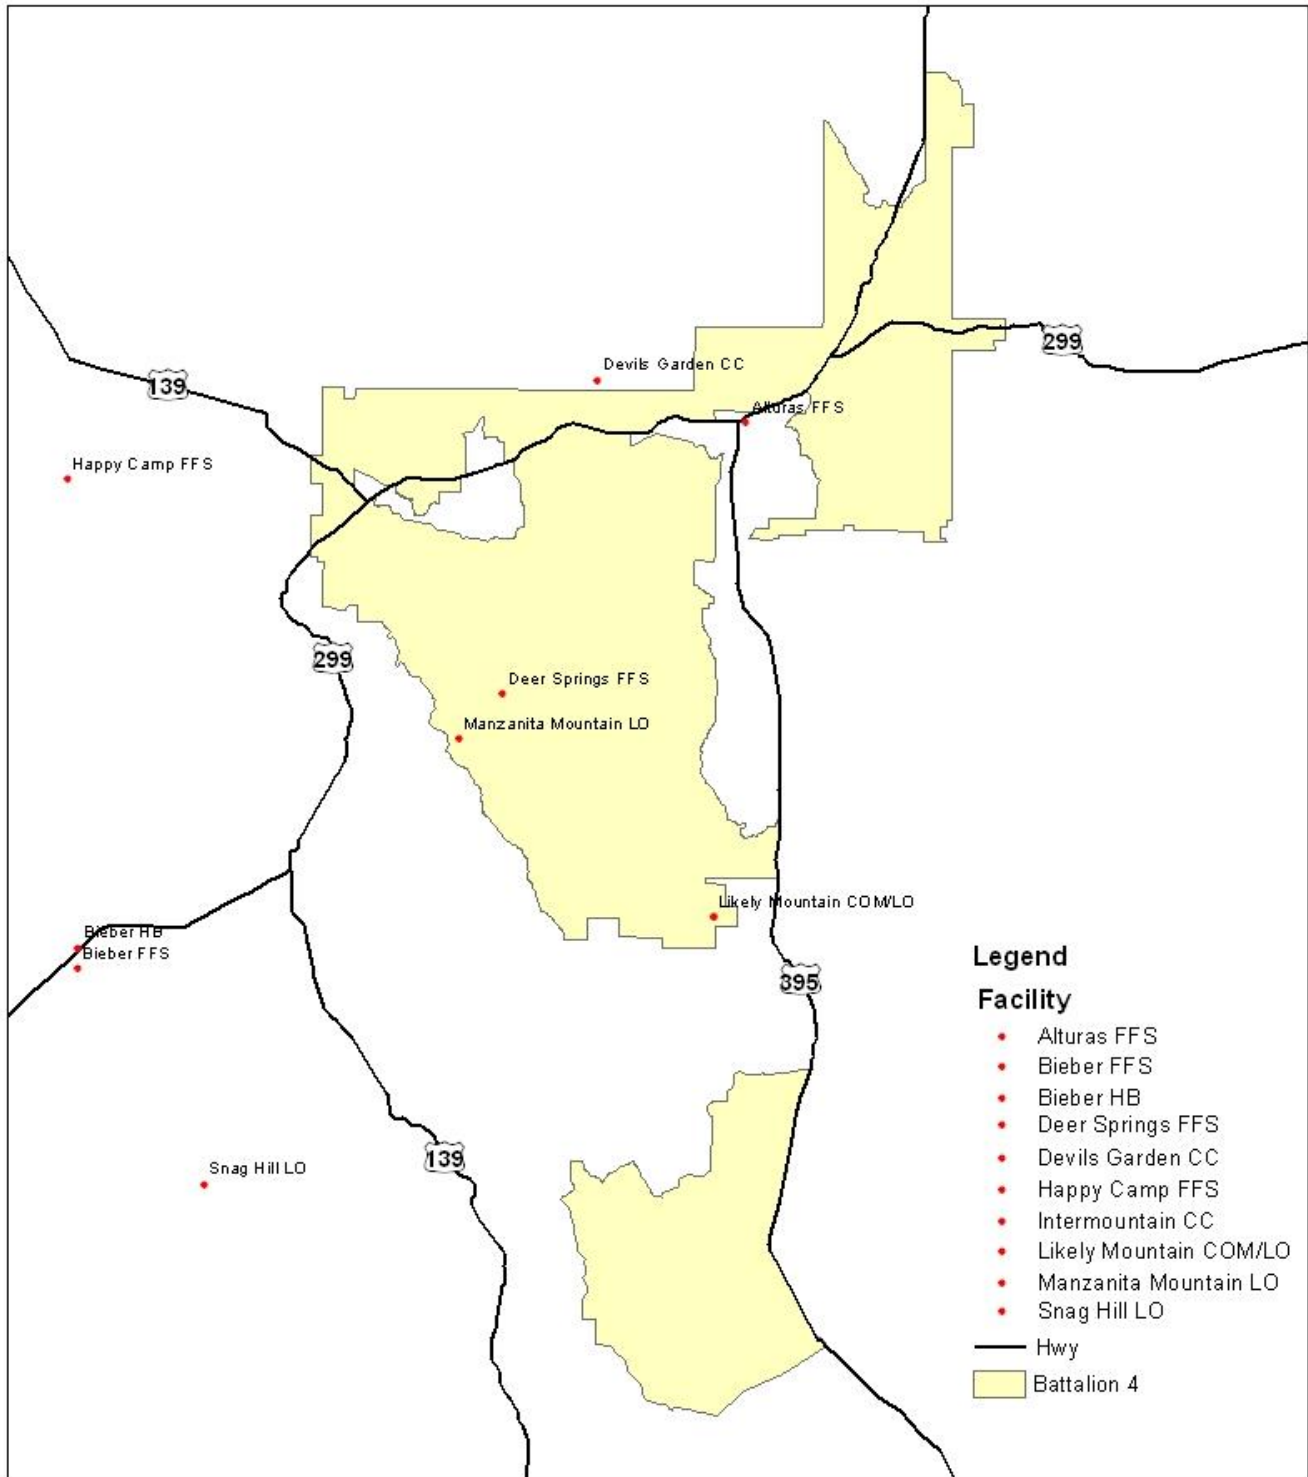 299
Devils Garden CC
139
Alturas FFS
Happy Camp FFS
299
Deer Springs FFS
Manzanita Mountain LO
Likely Mountain COM/LO
Bieber HB
Bieber FFS
395
139
Snag Hill LO
Legend
Facility
Alturas FFS
Bieber FFS
Bieber HB
Deer Springs FFS
Devils Garden CC
Happy Camp FFS
Intermountain CC
Likely Mountain COM/LO
Manzanita Mountain LO
Snag Hill LO
Hwy
Battalion 4